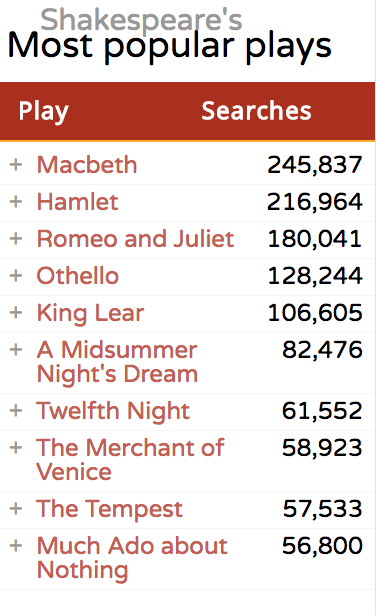 Shakespeare's
Most popular plays
Play Searches
+ Macbeth 245,837
+ Hamlet 216,964
+ Romeo and Juliet 180,041
+ Othello 128,244
+ King Lear 106,605
+ A Midsummer 82,476
Night's Dream
+ Twelfth Night 61,552
+ The Merchant of 58,923
Venice
+ The Tempest 57,533
+ Much Ado about 56,800
Nothing